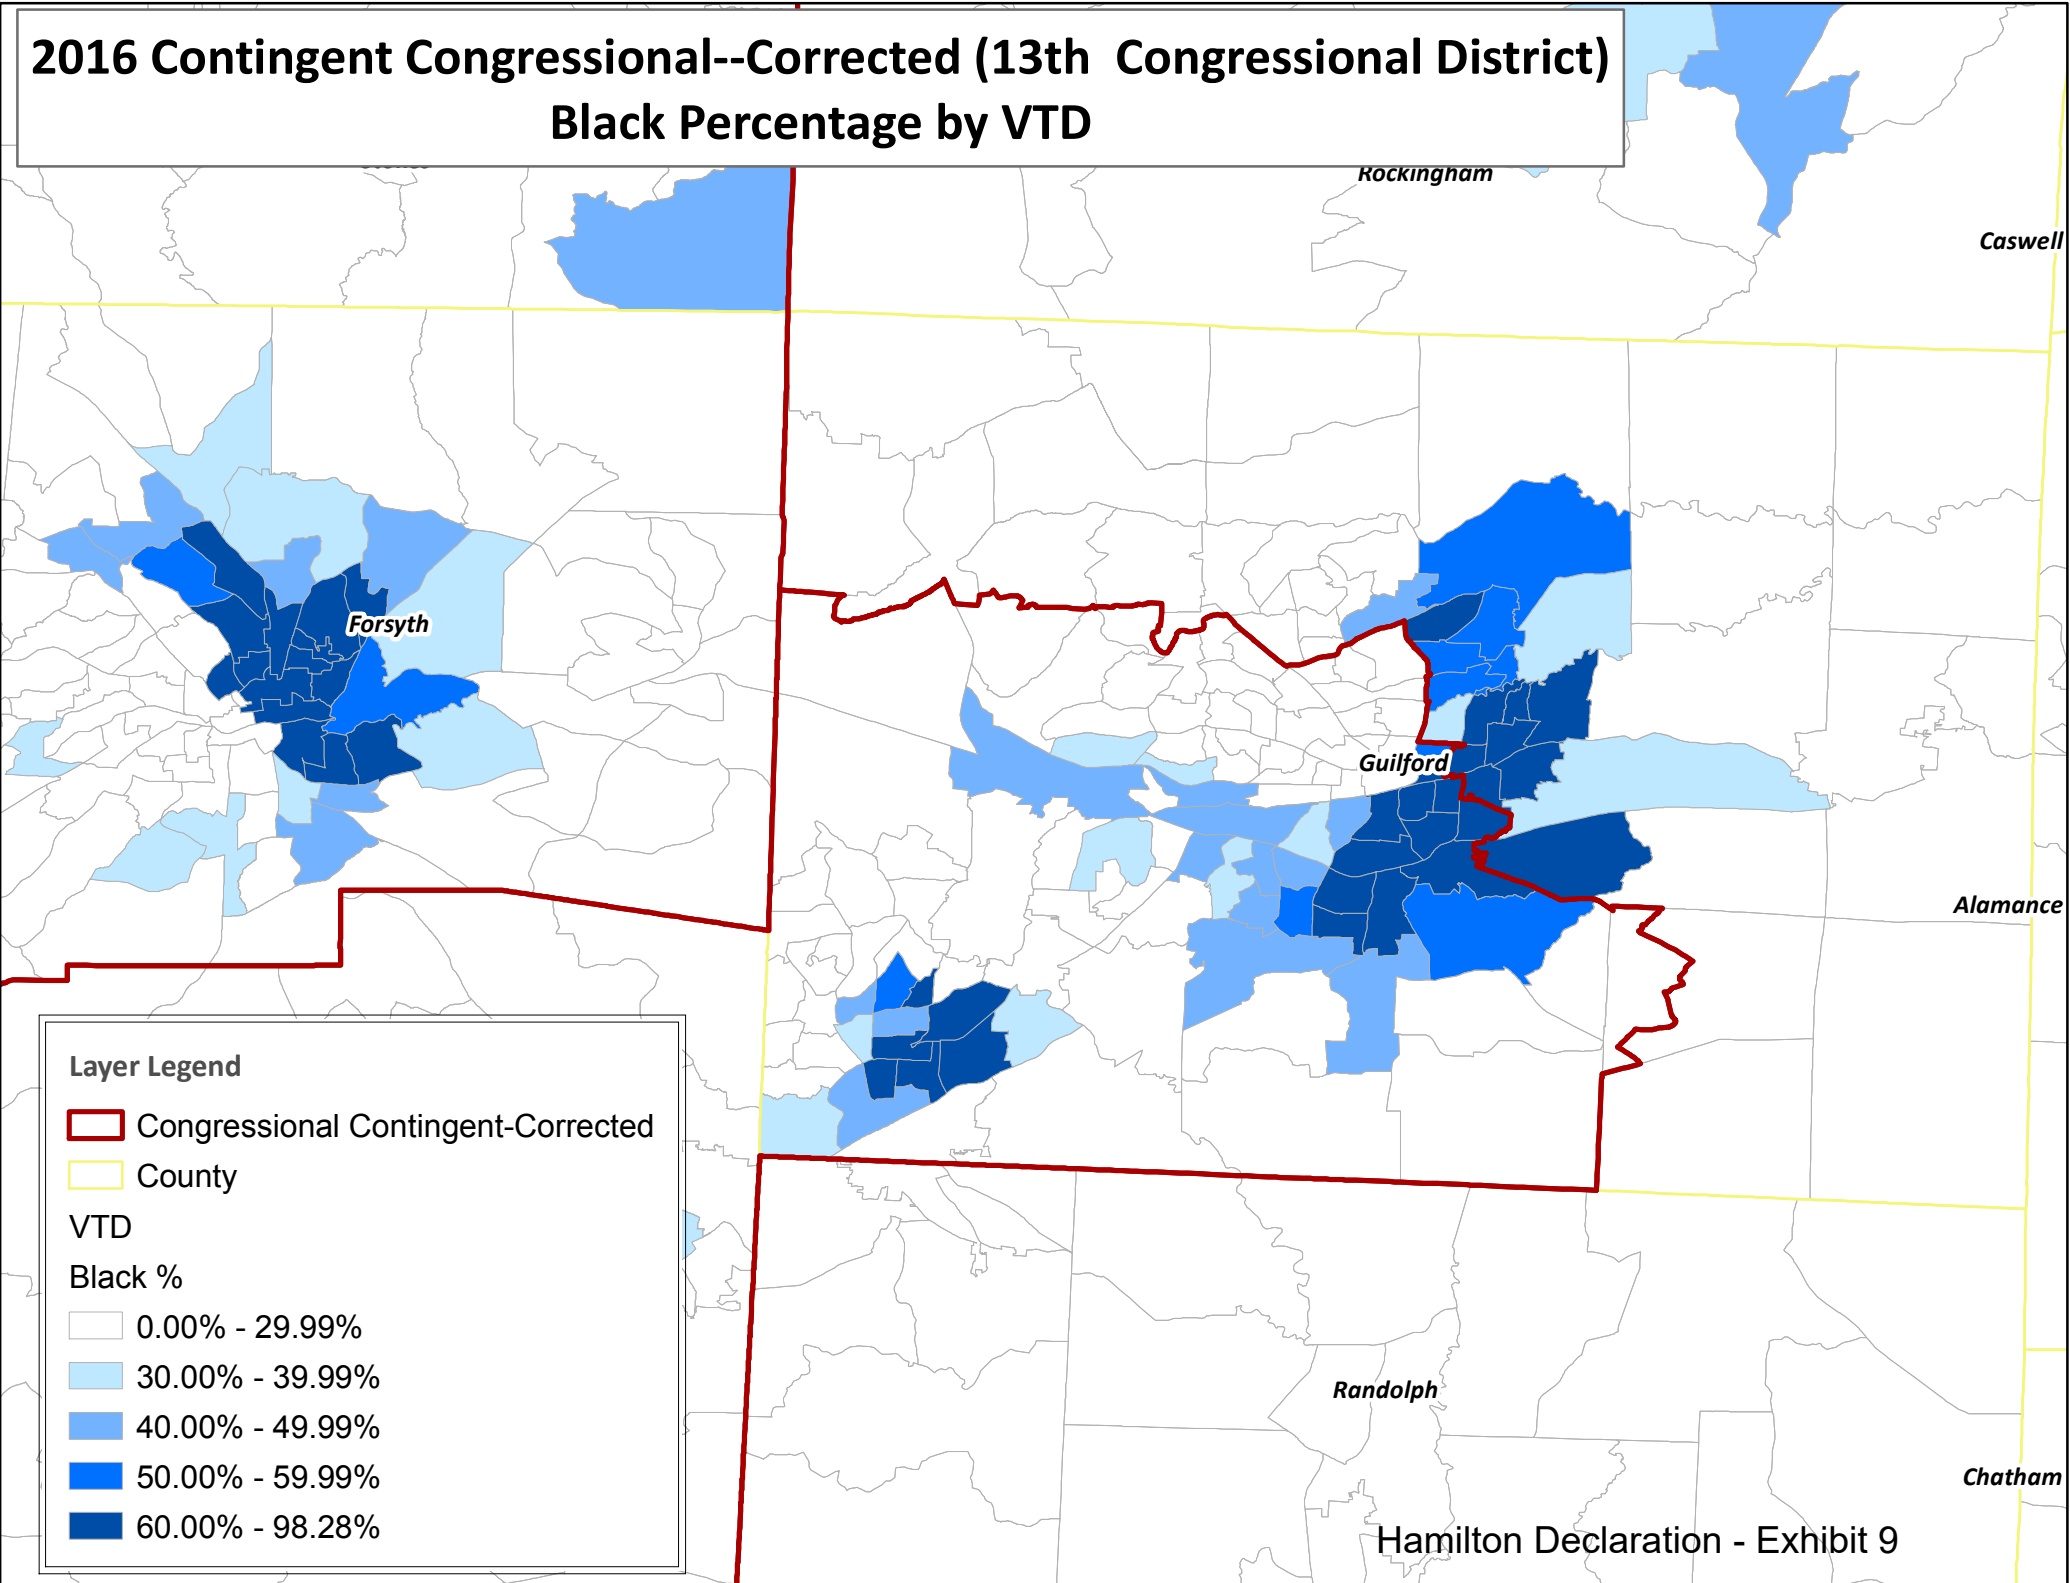 2016 Contingent Congressional--Corrected (13th Congressional District)
Black Percentage by VTD
Rockingham
Caswell
Forsyth
Guilford
Alamance
Layer Legend
Congressional Contingent-Corrected
County
VTD
Black %
0.00% - 29.99%
30.00% - 39.99%
40.00% - 49.99%
50.00% - 59.99%
60.00% - 98.28%
Randolph
Chatham
Hamilton Declaration - Exhibit 9